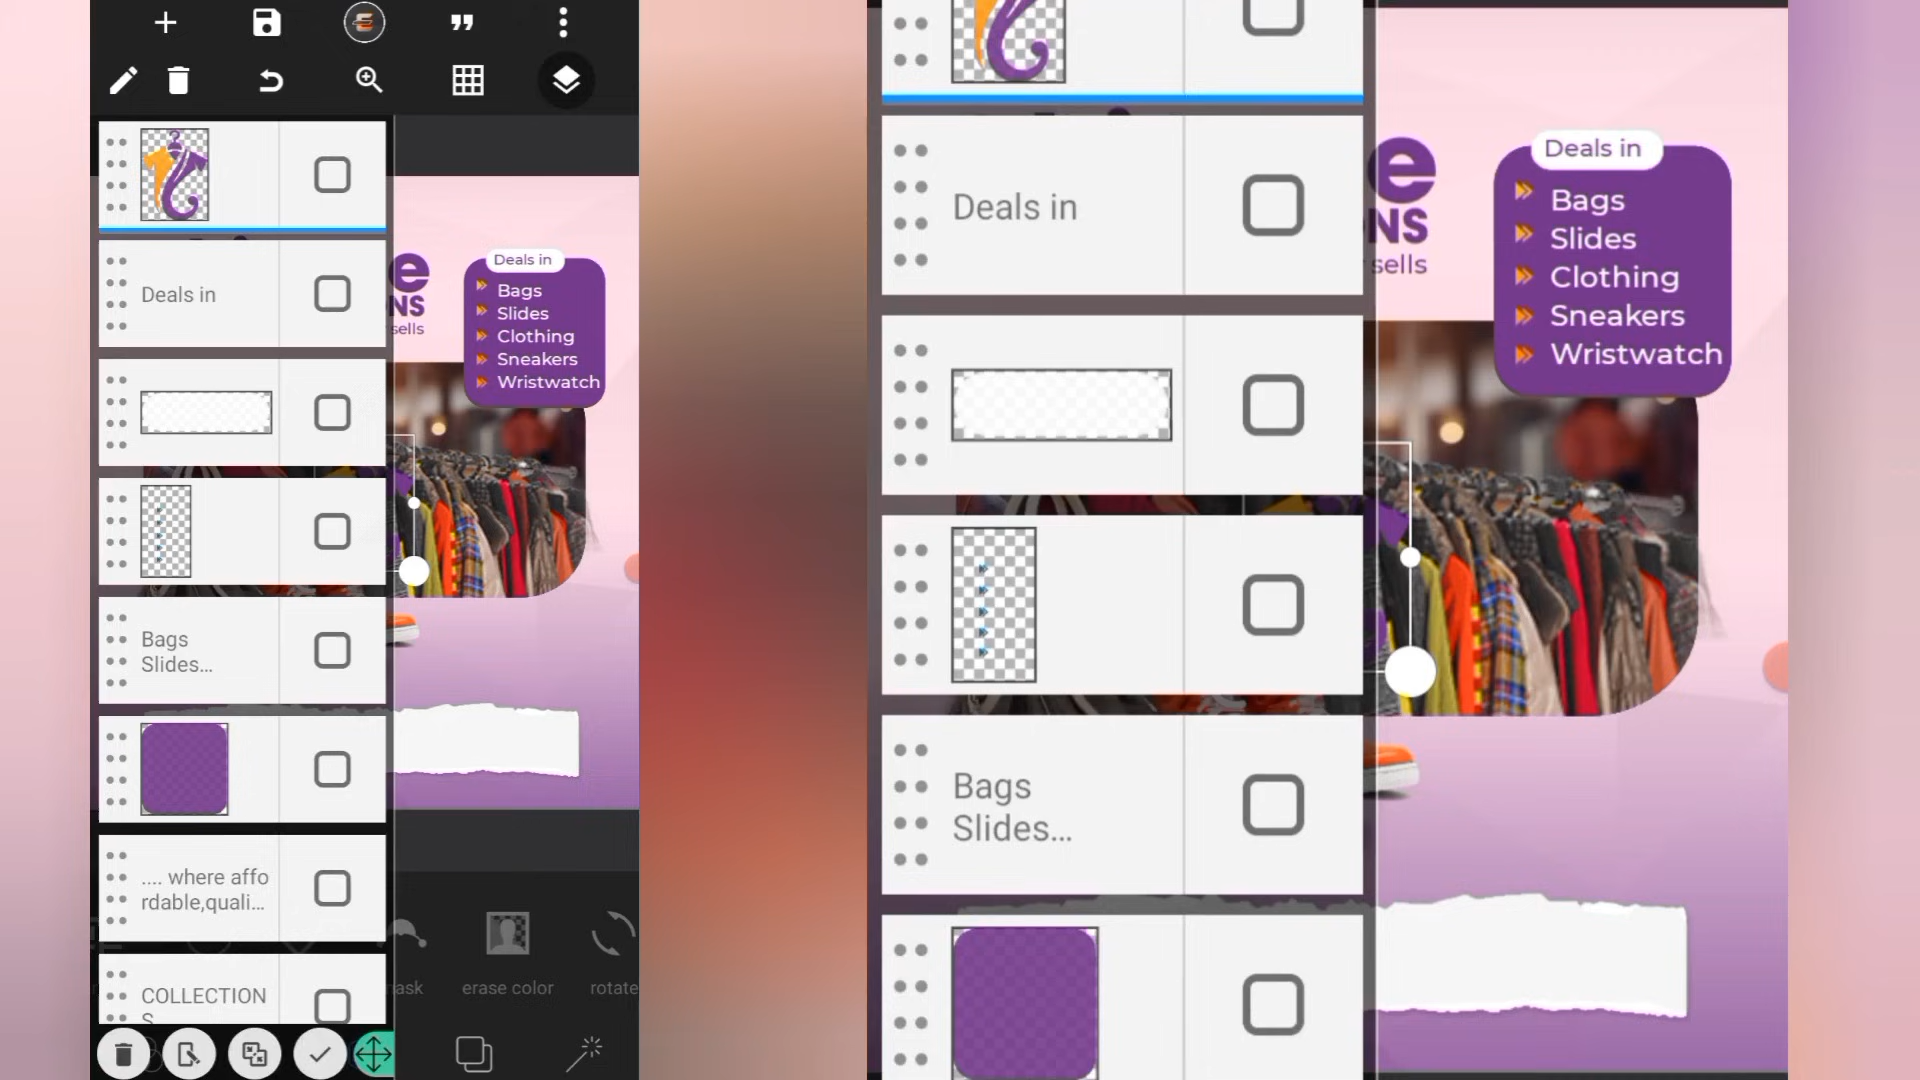 Deals in
Bags
Slides…
.... where affo
rdable,quali...
COLLECTION
S
e
NS
sells
Deals in
Bags
Slides
Clothing
Sneakers
Wristwatch
ask
erase color
rotate
Deals in
Bags
Slides...
e
NS
sells
Deals in
Bags
Slides
Clothing
Sneakers
Wristwatch